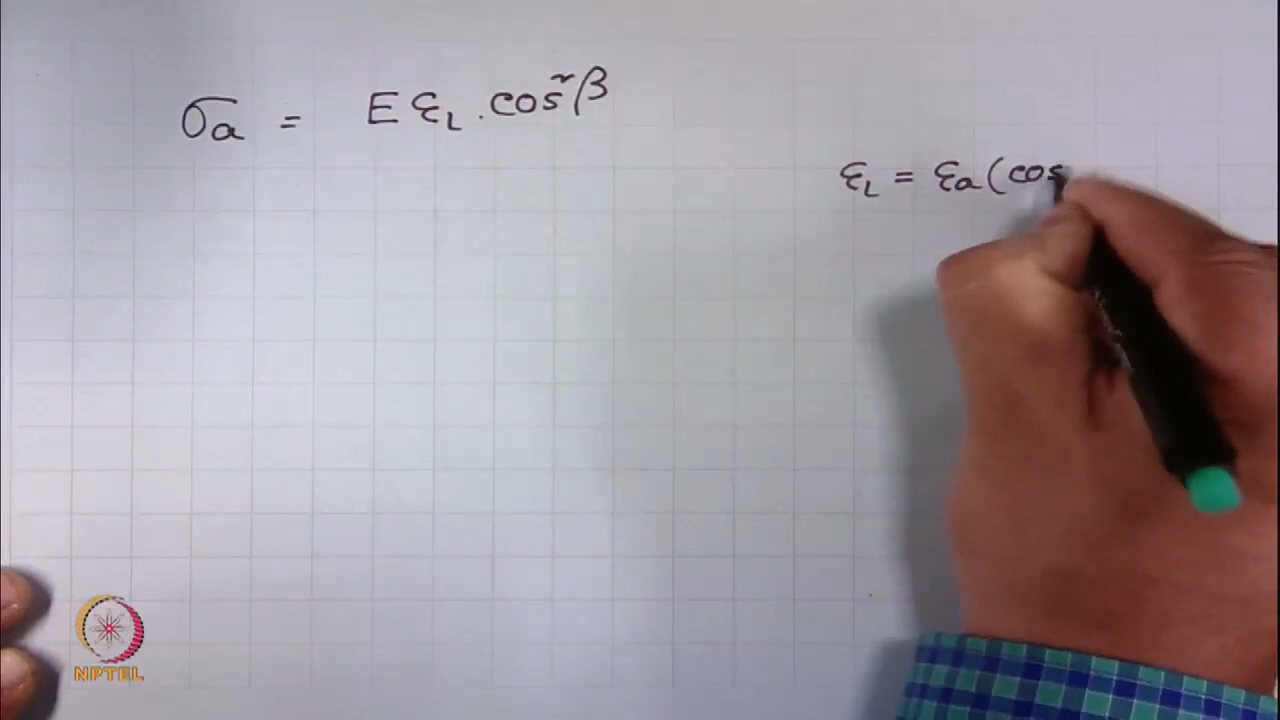 σa = E εL . cos²β
εL = εa (cos
NPTEL